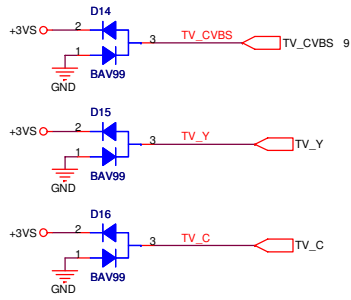 D14
+3VS 2
3 TV_CVBS TV_CVBS 9
1
GND BAV99
D15
+3VS 2
3 TV_Y TV_Y
1
GND BAV99
D16
+3VS 2
3 TV_C TV_C
1
GND BAV99